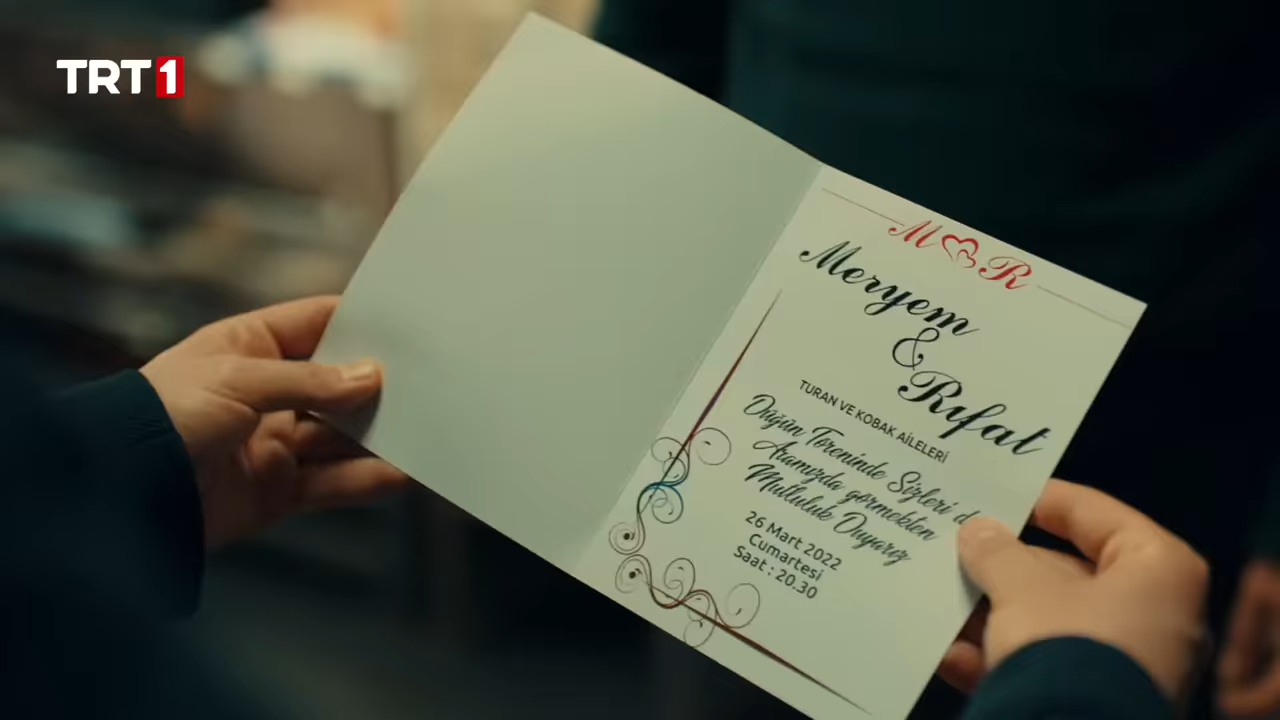 TRT1
M R
Meryem
&
Rıfat
TURAN VE KOBAK AİLELERİ
Düğün Töreninde Sizleri d
Aramızda görmekten
Mutluluk Duyarız
26 Mart 2022
Cumartesi
Saat : 20.30